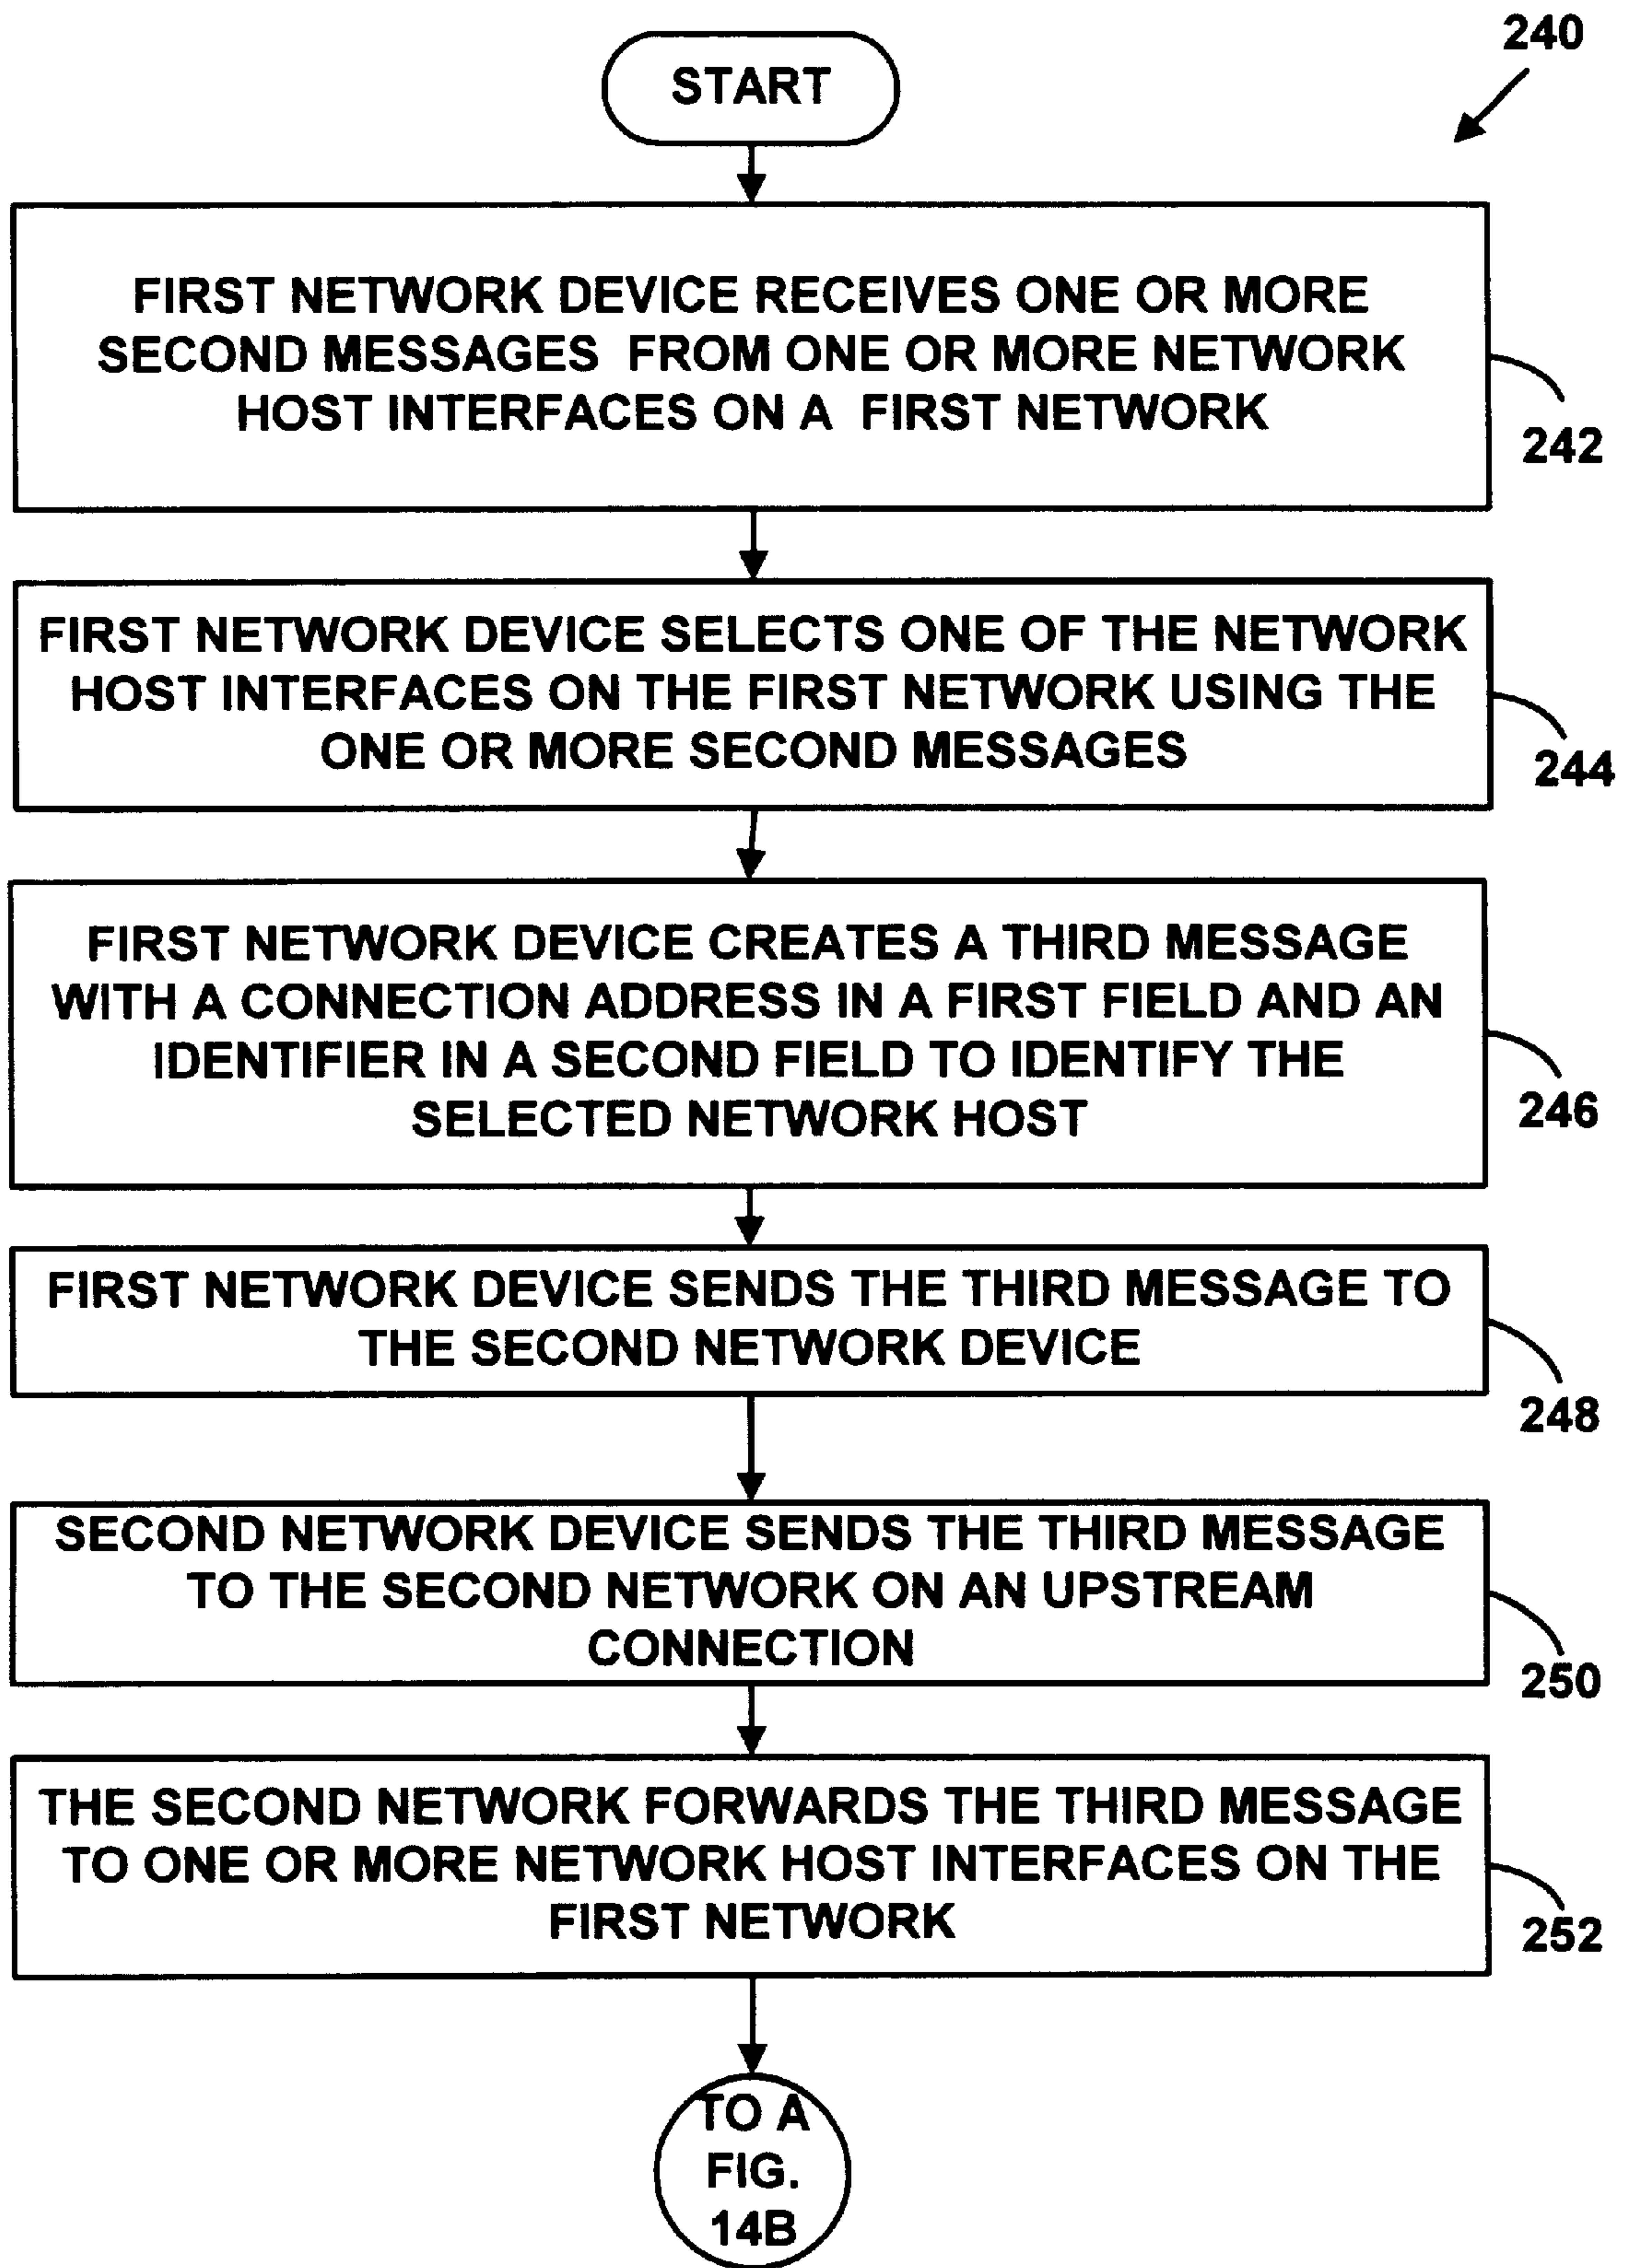 240
START
FIRST NETWORK DEVICE RECEIVES ONE OR MORE
SECOND MESSAGES FROM ONE OR MORE NETWORK
HOST INTERFACES ON A FIRST NETWORK
242
FIRST NETWORK DEVICE SELECTS ONE OF THE NETWORK
HOST INTERFACES ON THE FIRST NETWORK USING THE
ONE OR MORE SECOND MESSAGES
244
FIRST NETWORK DEVICE CREATES A THIRD MESSAGE
WITH A CONNECTION ADDRESS IN A FIRST FIELD AND AN
IDENTIFIER IN A SECOND FIELD TO IDENTIFY THE
SELECTED NETWORK HOST
246
FIRST NETWORK DEVICE SENDS THE THIRD MESSAGE TO
THE SECOND NETWORK DEVICE
248
SECOND NETWORK DEVICE SENDS THE THIRD MESSAGE
TO THE SECOND NETWORK ON AN UPSTREAM
CONNECTION
250
THE SECOND NETWORK FORWARDS THE THIRD MESSAGE
TO ONE OR MORE NETWORK HOST INTERFACES ON THE
FIRST NETWORK
252
TO A
FIG.
14B